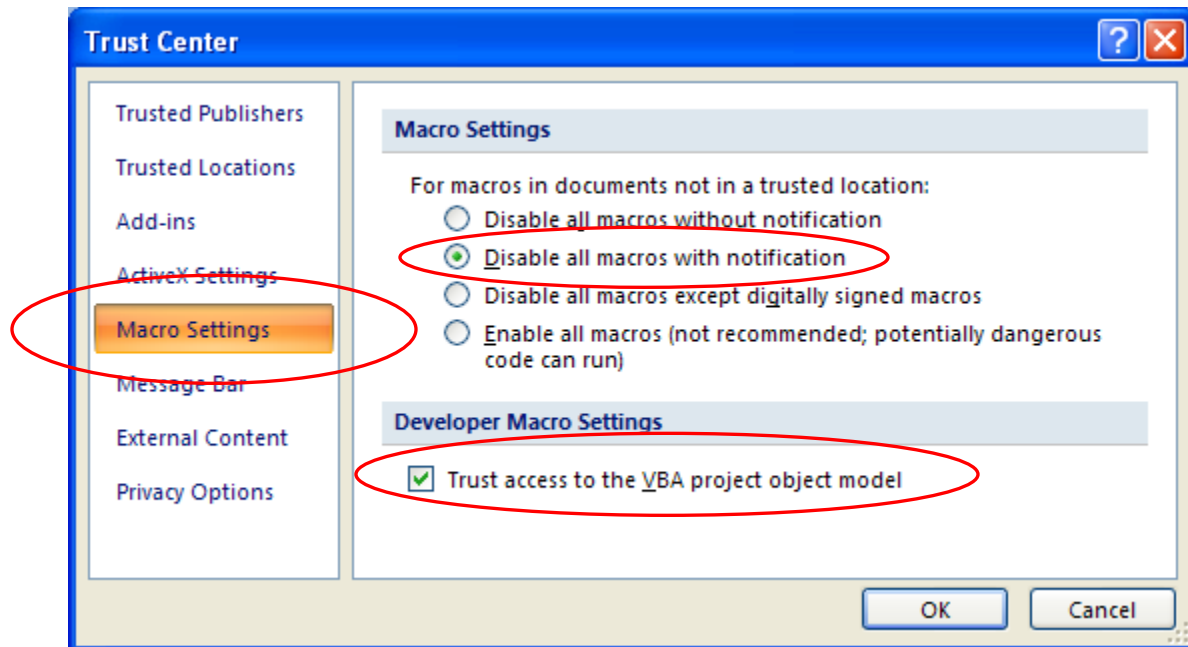 Trust Center
Trusted Publishers
Trusted Locations
Add-ins
ActiveX Settings
Macro Settings
Message Bar
External Content
Privacy Options
Macro Settings
For macros in documents not in a trusted location:
Disable all macros without notification
Disable all macros with notification
Disable all macros except digitally signed macros
Enable all macros (not recommended; potentially dangerous
code can run)
Developer Macro Settings
Trust access to the VBA project object model
OK
Cancel